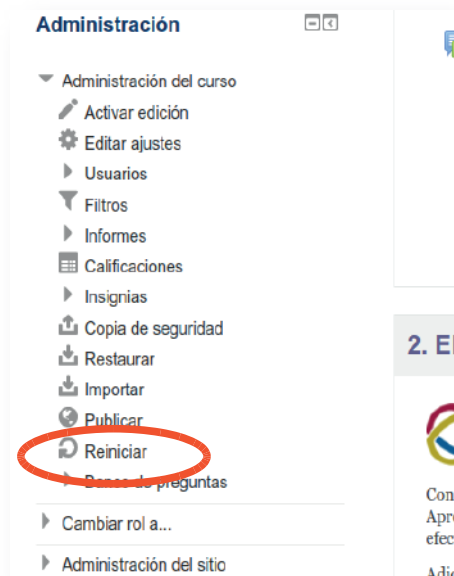 Administración
Administración del curso
Activar edición
Editar ajustes
Usuarios
Filtros
Informes
Calificaciones
Insignias
Copia de seguridad
Restaurar
Importar
Publicar
Reiniciar
Banco de preguntas
Cambiar rol a...
Administración del sitio
2. El
Con
Apre
efec
Adic